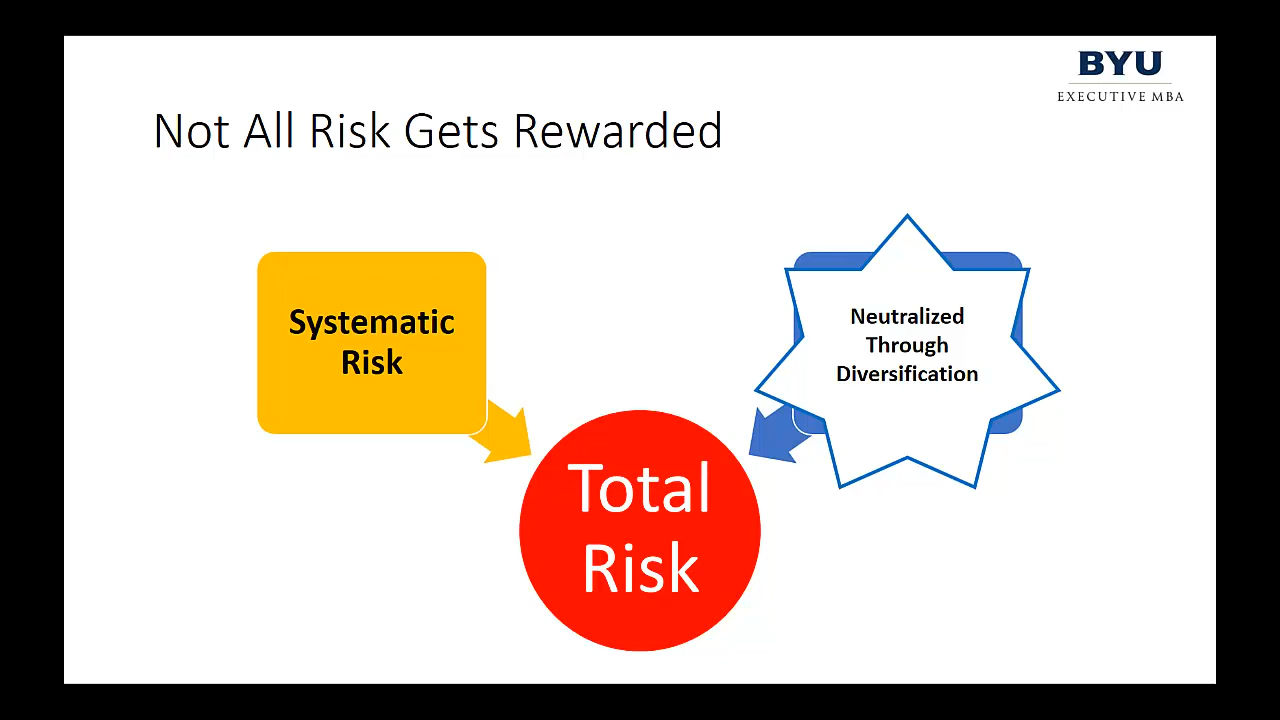 BYU
EXECUTIVE MBA
Not All Risk Gets Rewarded
Systematic
Risk
Neutralized
Through
Diversification
Total
Risk